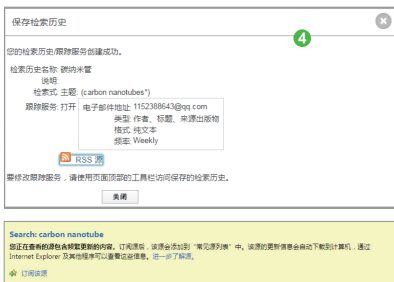 保存检索历史
4
您的检索历史/跟踪服务创建成功。
检索历史名称: 碳纳米管
说明:
检索式: 主题: (carbon nanotubes*)
跟踪服务: 打开
电子邮件地址: 1152388643@qq.com
类型: 作者、标题、来源出版物
格式: 纯文本
频率: Weekly
RSS 源
要修改跟踪服务，请使用页面顶部的工具栏访问保存的检索历史。
关闭
Search: carbon nanotube
您正在查看的源包含频繁更新的内容。订阅源后，该源会添加到“常见源列表”中。该源的更新信息会自动下载到计算机，通过
Internet Explorer 及其他程序可以查看这些信息。进一步了解源。
订阅该源